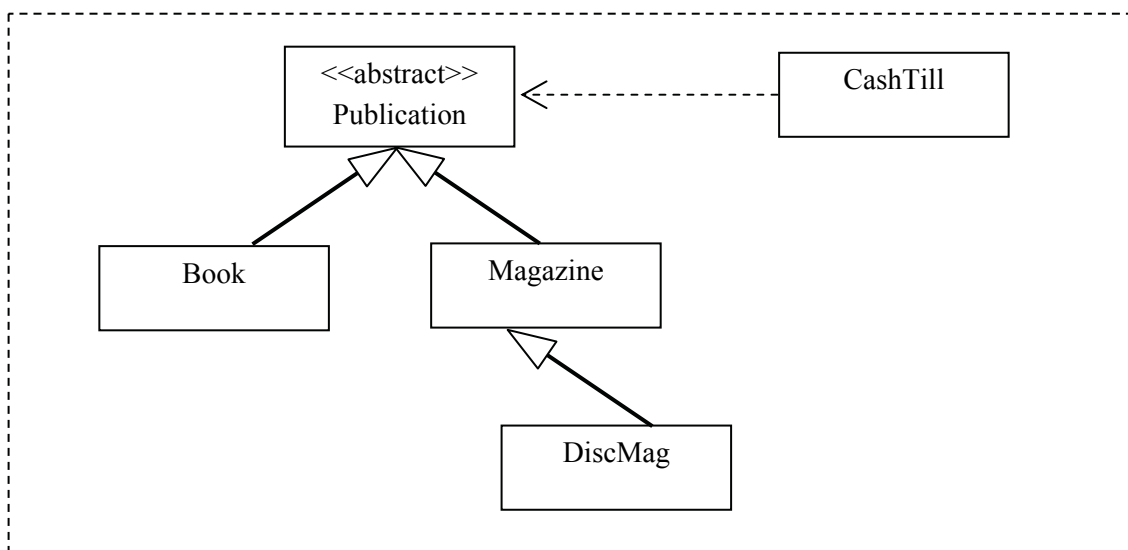 <<abstract>>
Publication
CashTill
Book
Magazine
DiscMag